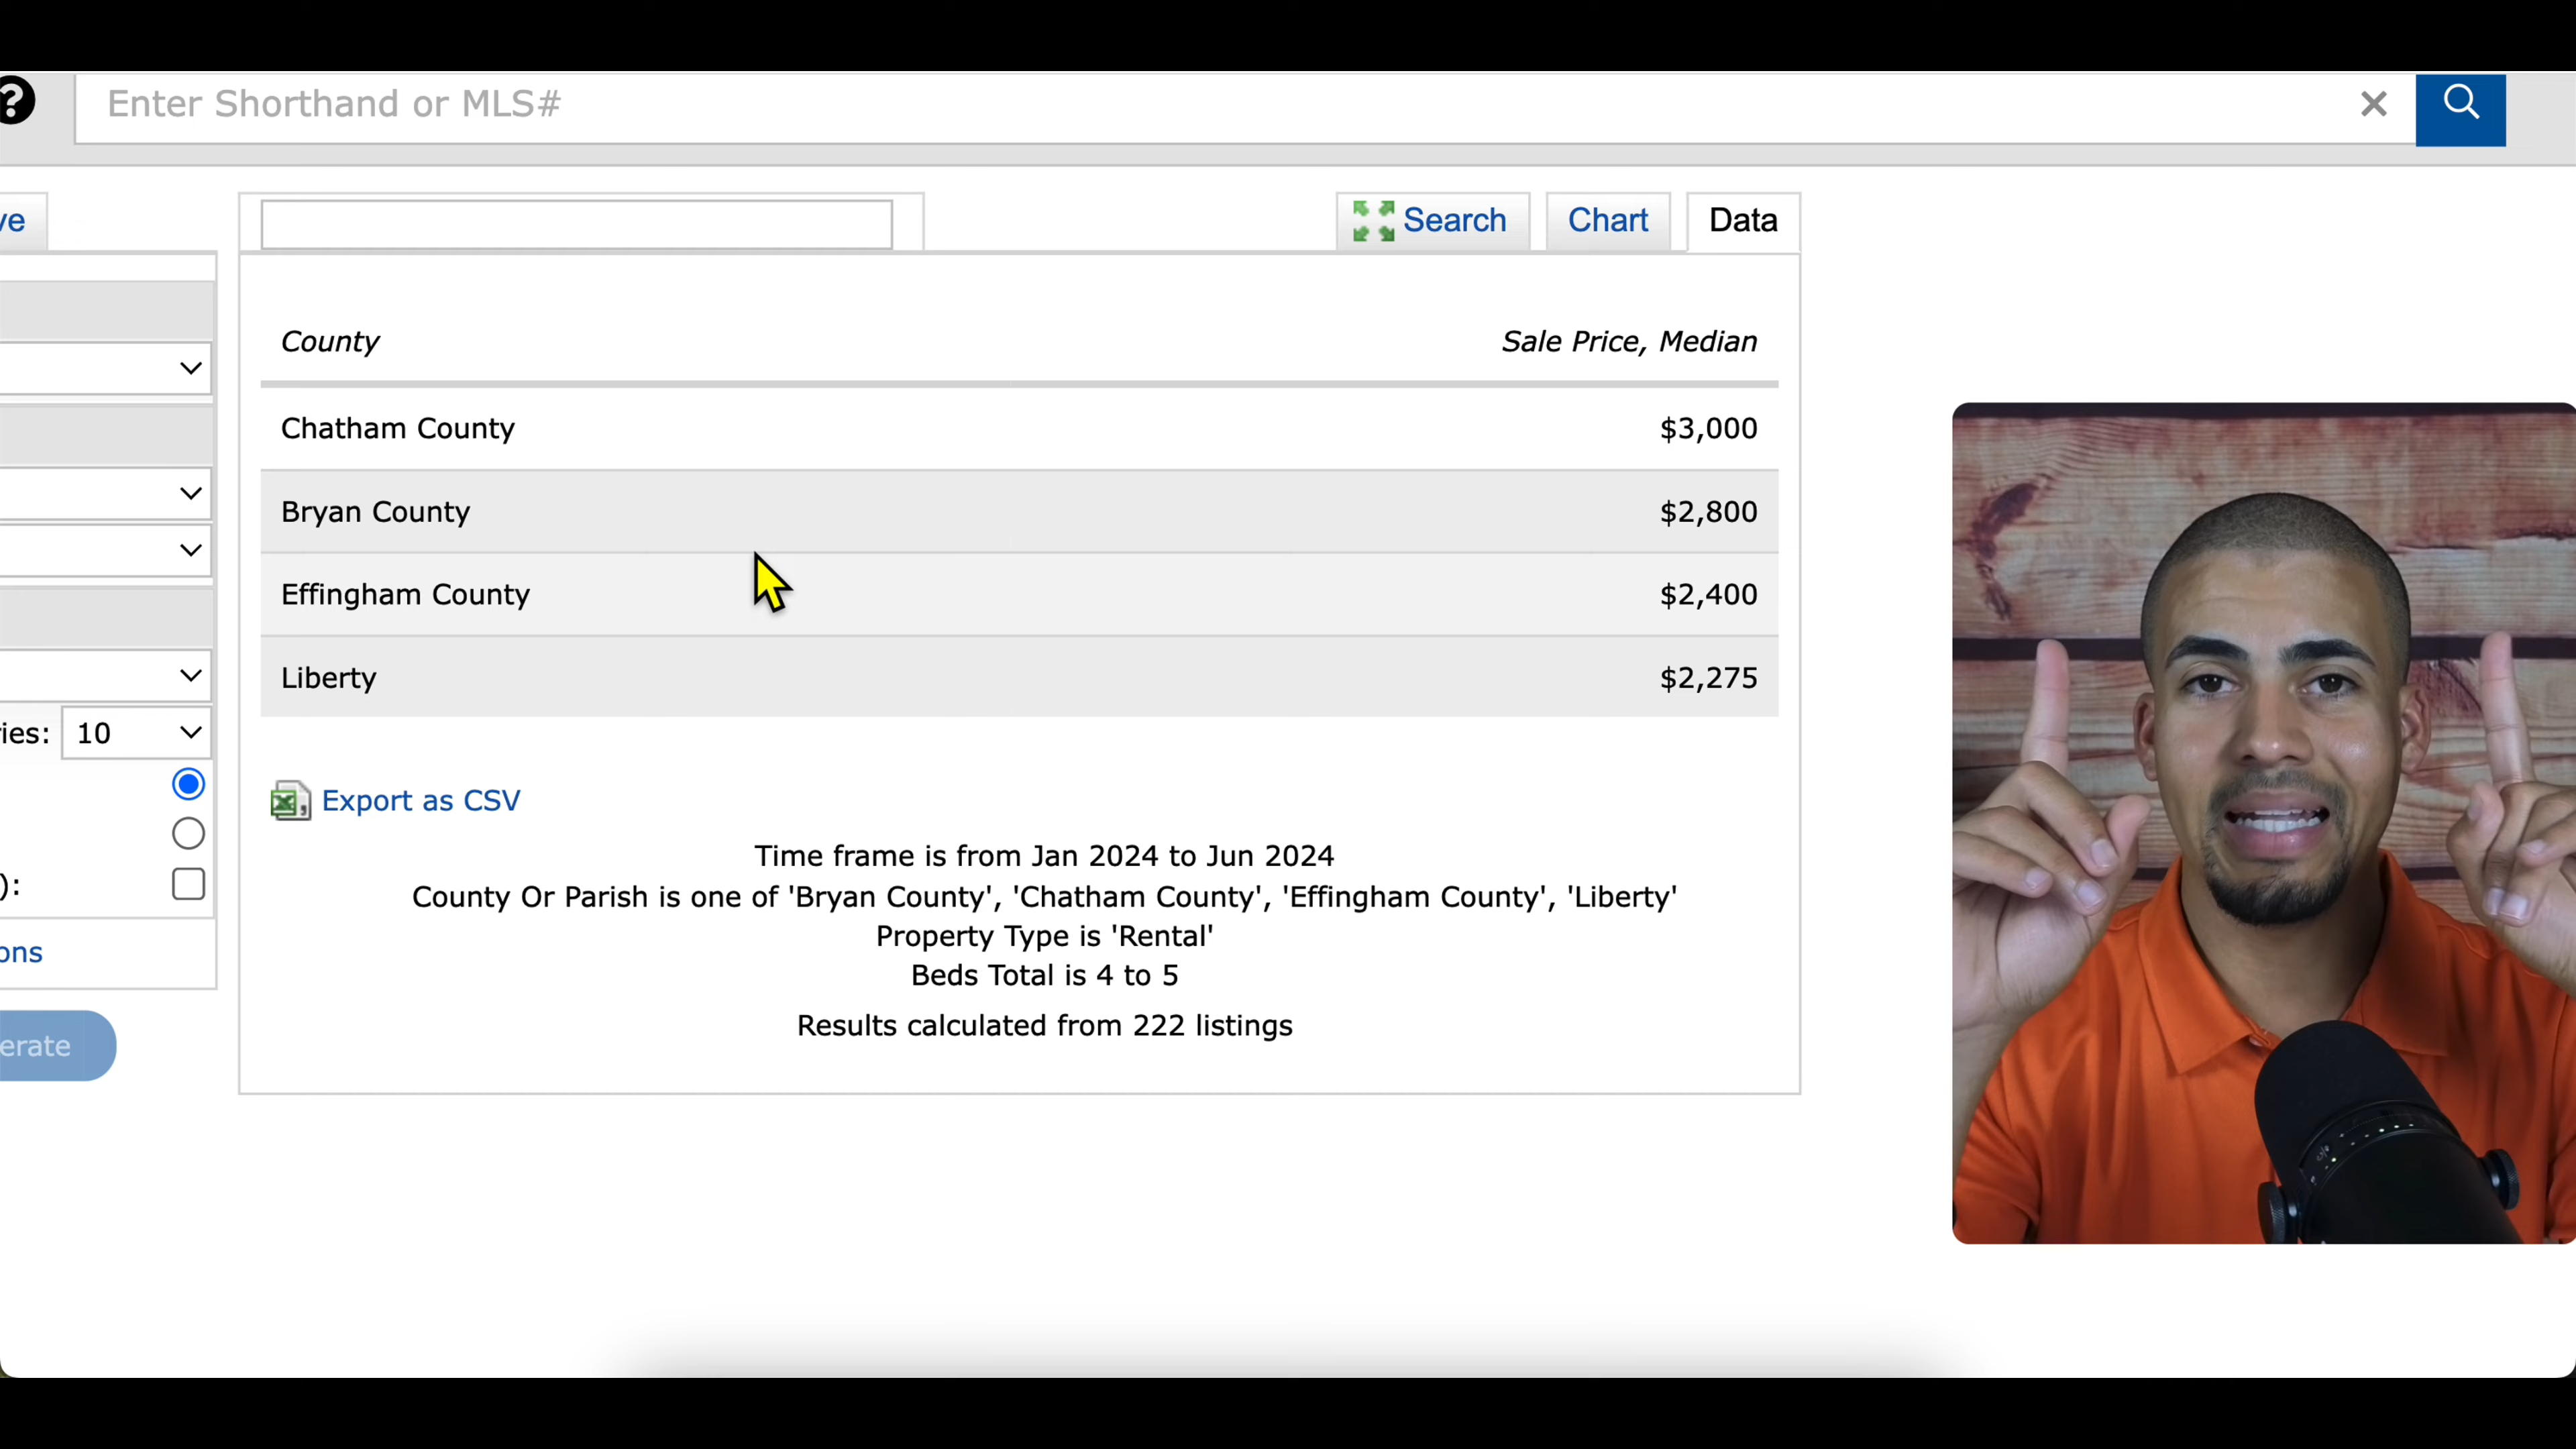 ?
Enter Shorthand or MLS#
ve
Search
Chart
Data
County
Sale Price, Median
Chatham County
$3,000
Bryan County
$2,800
Effingham County
$2,400
Liberty
$2,275
ries: 10
):
Export as CSV
Time frame is from Jan 2024 to Jun 2024
County Or Parish is one of 'Bryan County', 'Chatham County', 'Effingham County', 'Liberty'
Property Type is 'Rental'
Beds Total is 4 to 5
ons
Results calculated from 222 listings
erate